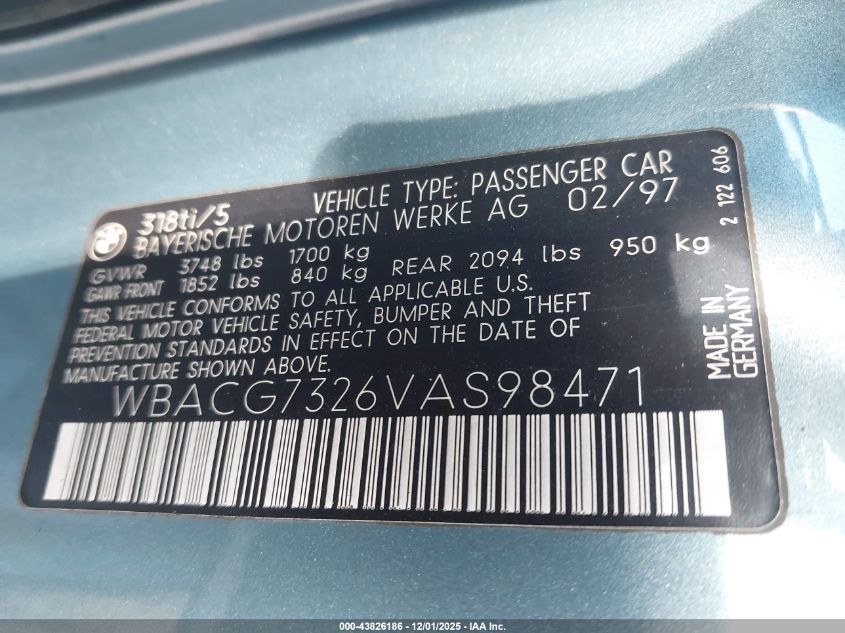 318ti/5 VEHICLE TYPE: PASSENGER CAR
BAYERISCHE MOTOREN WERKE AG 02/97
GVWR 3748 lbs 1700 kg
GAWR FRONT 1852 lbs 840 kg REAR 2094 lbs 950 kg
THIS VEHICLE CONFORMS TO ALL APPLICABLE U.S.
FEDERAL MOTOR VEHICLE SAFETY, BUMPER AND THEFT
PREVENTION STANDARDS IN EFFECT ON THE DATE OF
MANUFACTURE SHOWN ABOVE.
WBACG7326VAS98471
2 122 606
MADE IN
GERMANY
000-43826186 - 12/01/2025 - IAA Inc.